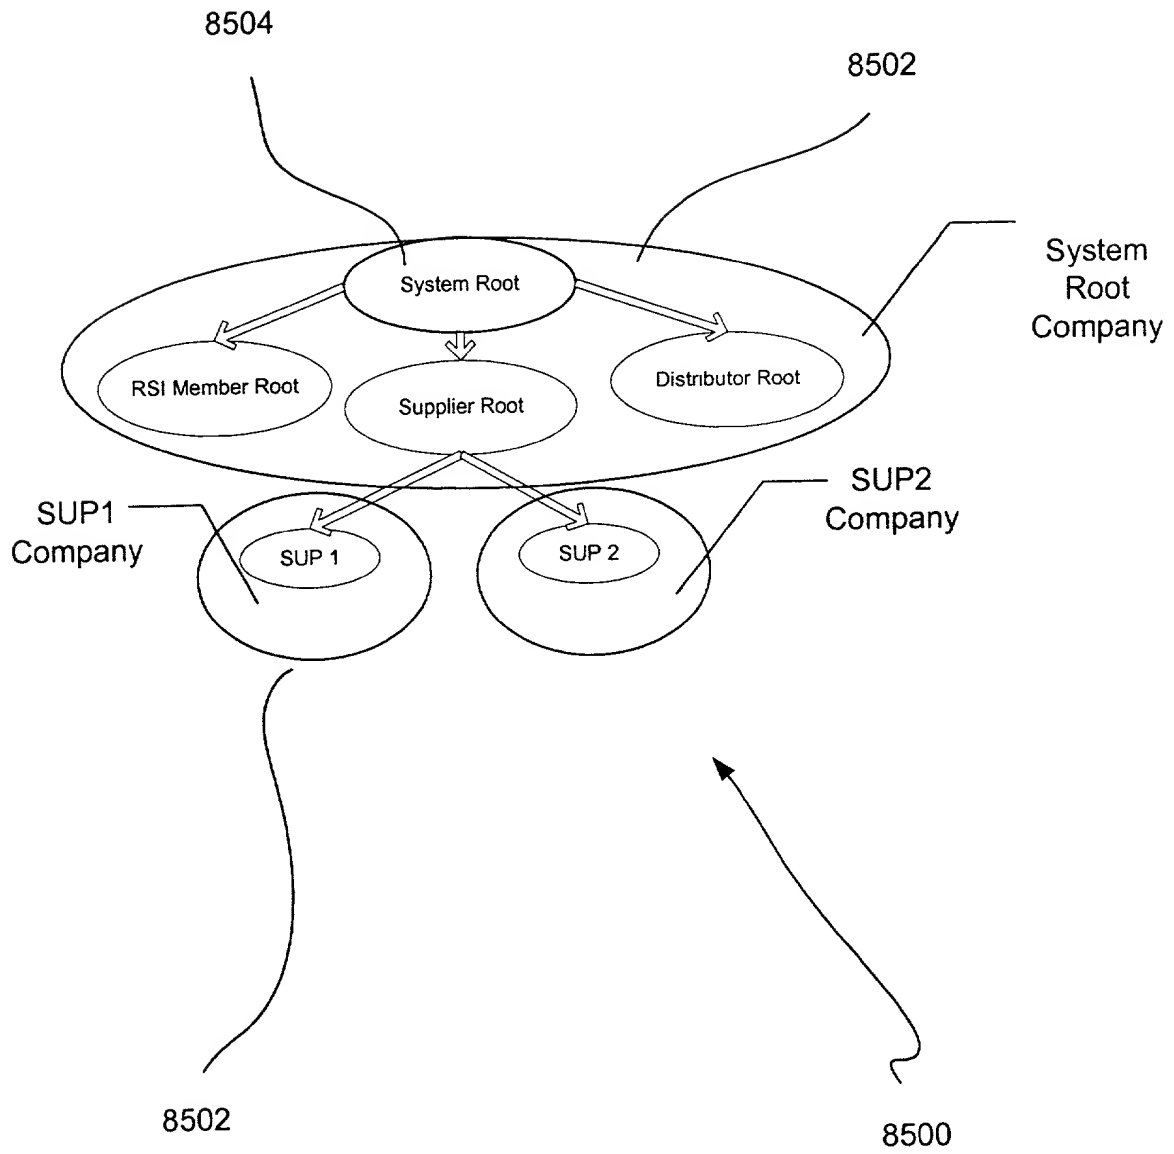 8504
8502
System
Root
Company
System Root
RSI Member Root
Supplier Root
Distributor Root
SUP1
Company
SUP2
Company
SUP 1
SUP 2
8502
8500